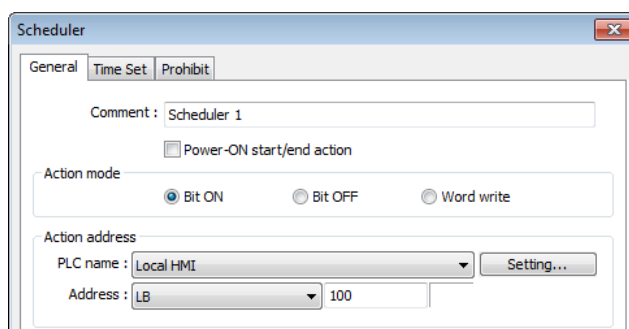 Scheduler
General Time Set Prohibit
Comment : Scheduler 1
Power-ON start/end action
Action mode
Bit ON Bit OFF Word write
Action address
PLC name : Local HMI Setting...
Address : LB 100